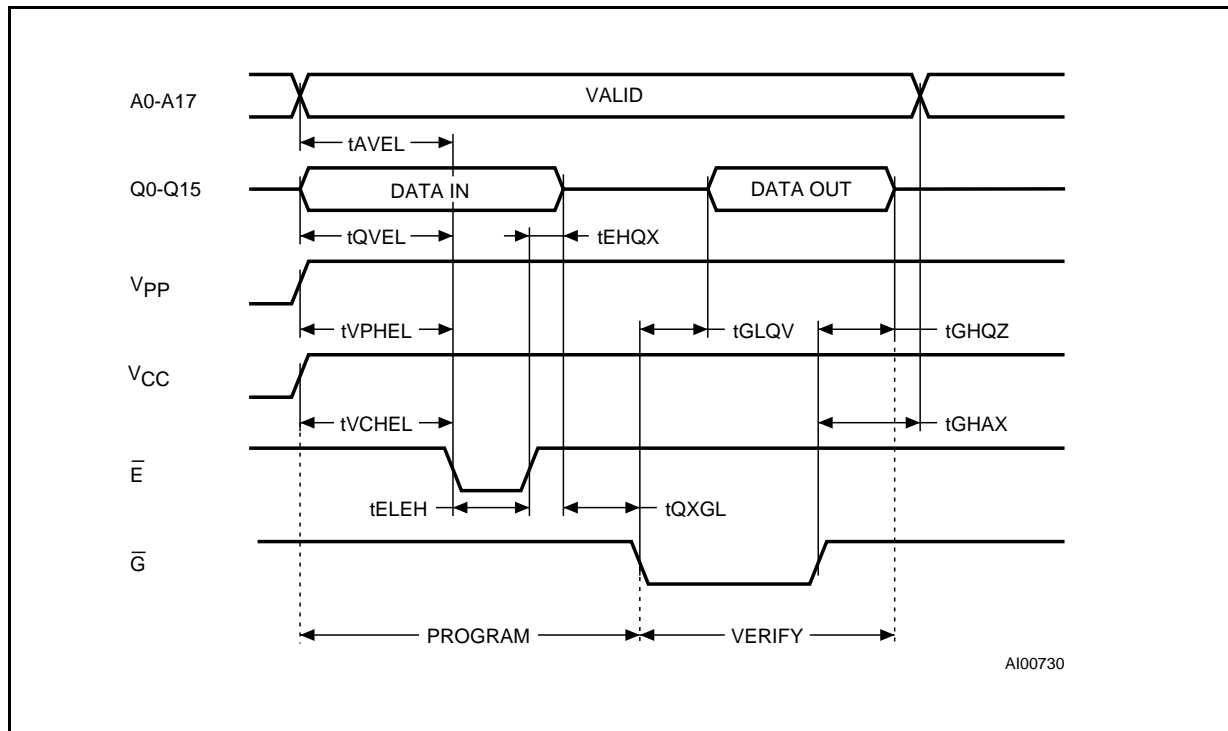 A0-A17
VALID
tAVEL
Q0-Q15
DATA IN
DATA OUT
tQVEL
tEHQX
VPP
tVPHEL
tGLQV
tGHQZ
VCC
tVCHEL
tGHAX
E̅
tELEH
tQXGL
G̅
PROGRAM
VERIFY
AI00730